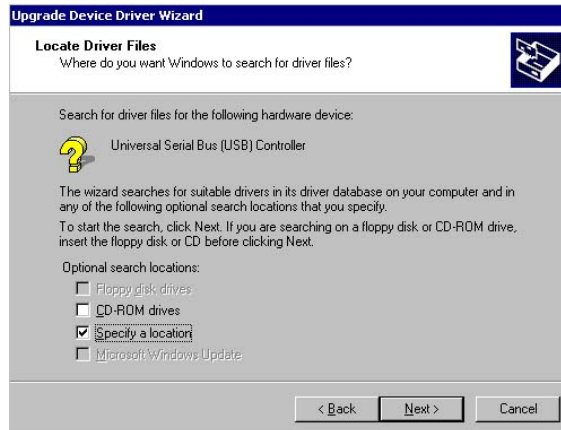 Upgrade Device Driver Wizard
Locate Driver Files
Where do you want Windows to search for driver files?
Search for driver files for the following hardware device:
Universal Serial Bus (USB) Controller
The wizard searches for suitable drivers in its driver database on your computer and in
any of the following optional search locations that you specify.
To start the search, click Next. If you are searching on a floppy disk or CD-ROM drive,
insert the floppy disk or CD before clicking Next.
Optional search locations:
Floppy disk drives
CD-ROM drives
Specify a location
Microsoft Windows Update
< Back Next > Cancel